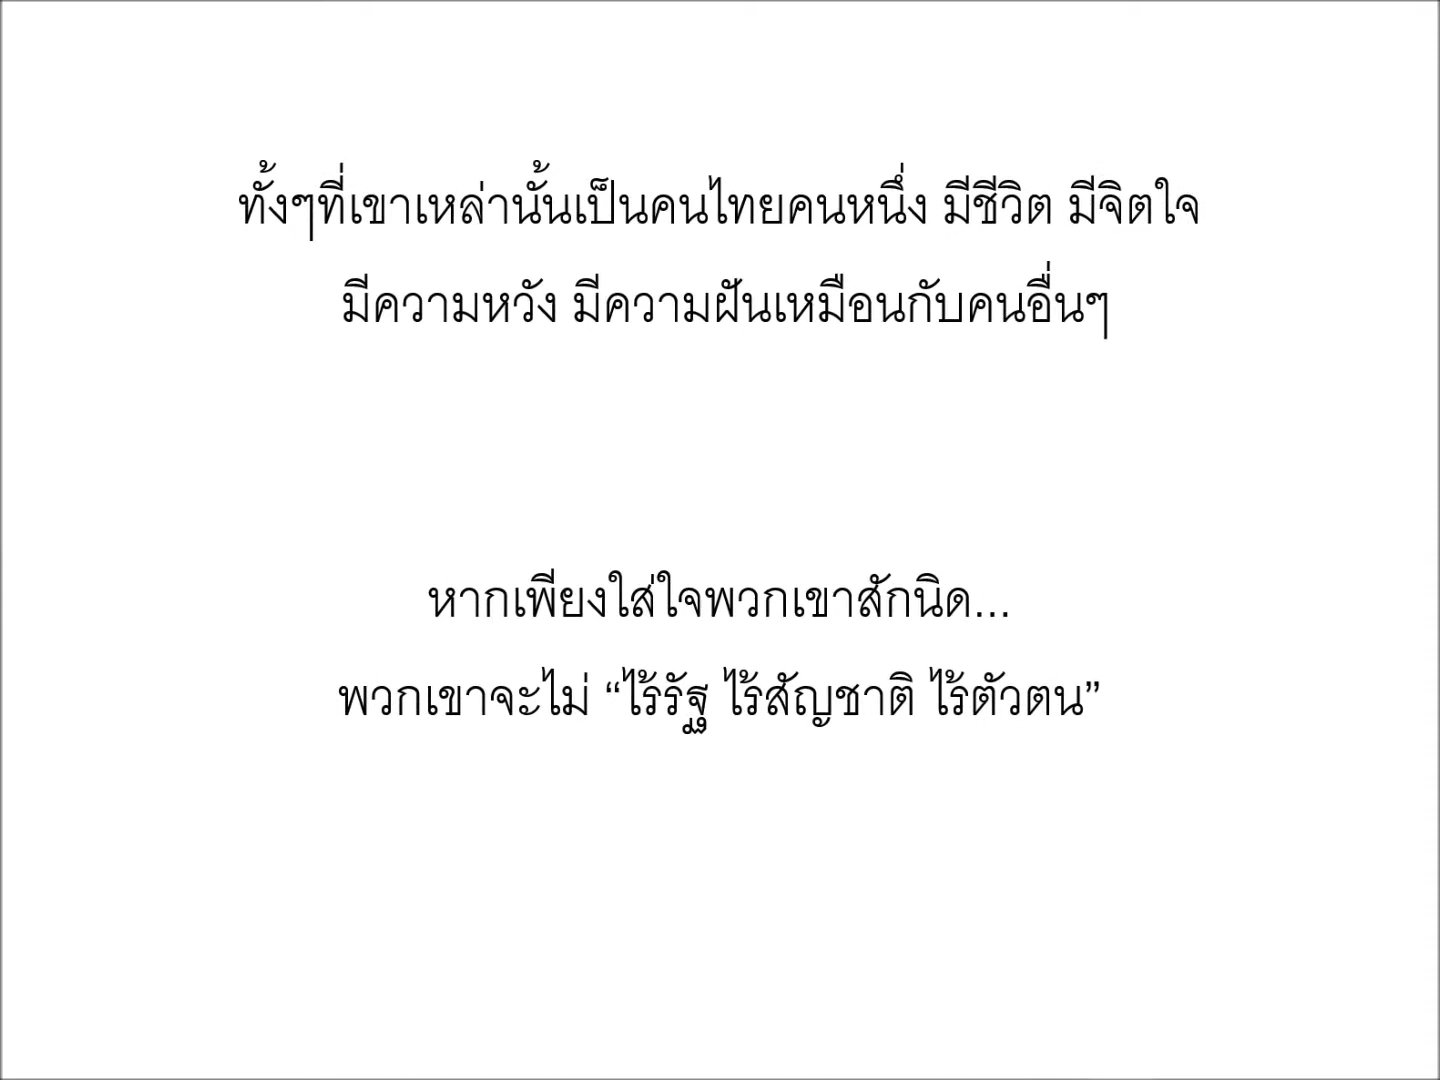 ทั้งๆที่เขาเหล่านั้นเป็นคนไทยคนหนึ่ง มีชีวิต มีจิตใจ
มีความหวัง มีความฝันเหมือนกับคนอื่นๆ
หากเพียงใส่ใจพวกเขาสักนิด...
พวกเขาจะไม่ “ไร้รัฐ ไร้สัญชาติ ไร้ตัวตน”